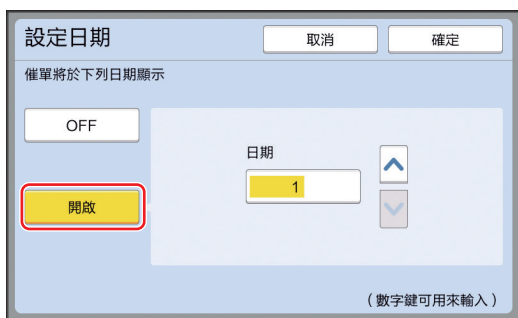 設定日期
取消
確定
催單將於下列日期顯示
OFF
開啟
日期
1
（數字鍵可用來輸入）